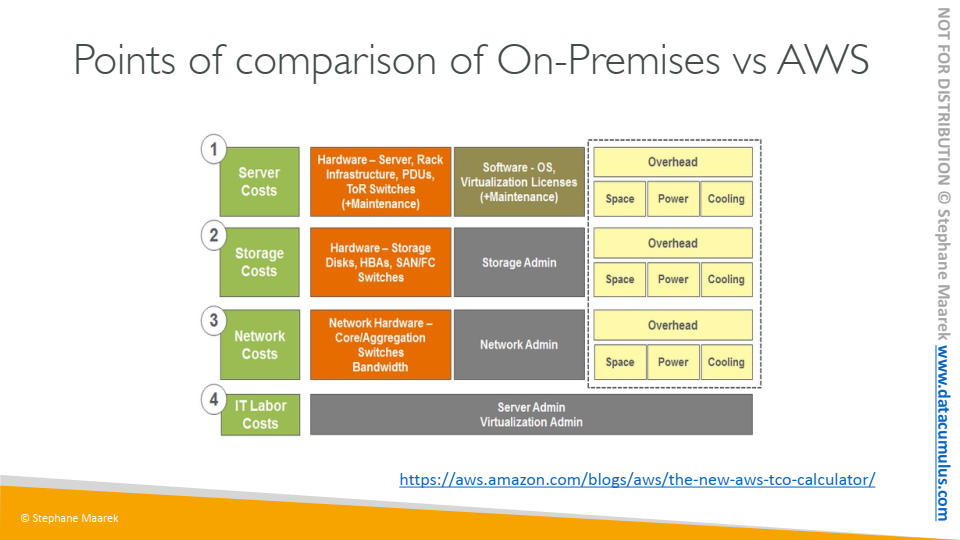 Points of comparison of On-Premises vs AWS
1
Server
Costs
Hardware – Server, Rack
Infrastructure, PDUs,
ToR Switches
(+Maintenance)
Software - OS,
Virtualization Licenses
(+Maintenance)
Overhead
Space
Power
Cooling
2
Storage
Costs
Hardware – Storage
Disks, HBAs, SAN/FC
Switches
Storage Admin
Overhead
Space
Power
Cooling
3
Network
Costs
Network Hardware –
Core/Aggregation
Switches
Bandwidth
Network Admin
Overhead
Space
Power
Cooling
4
IT Labor
Costs
Server Admin
Virtualization Admin
https://aws.amazon.com/blogs/aws/the-new-aws-tco-calculator/
© Stephane Maarek
NOT FOR DISTRIBUTION © Stephane Maarek www.datacumulus.com